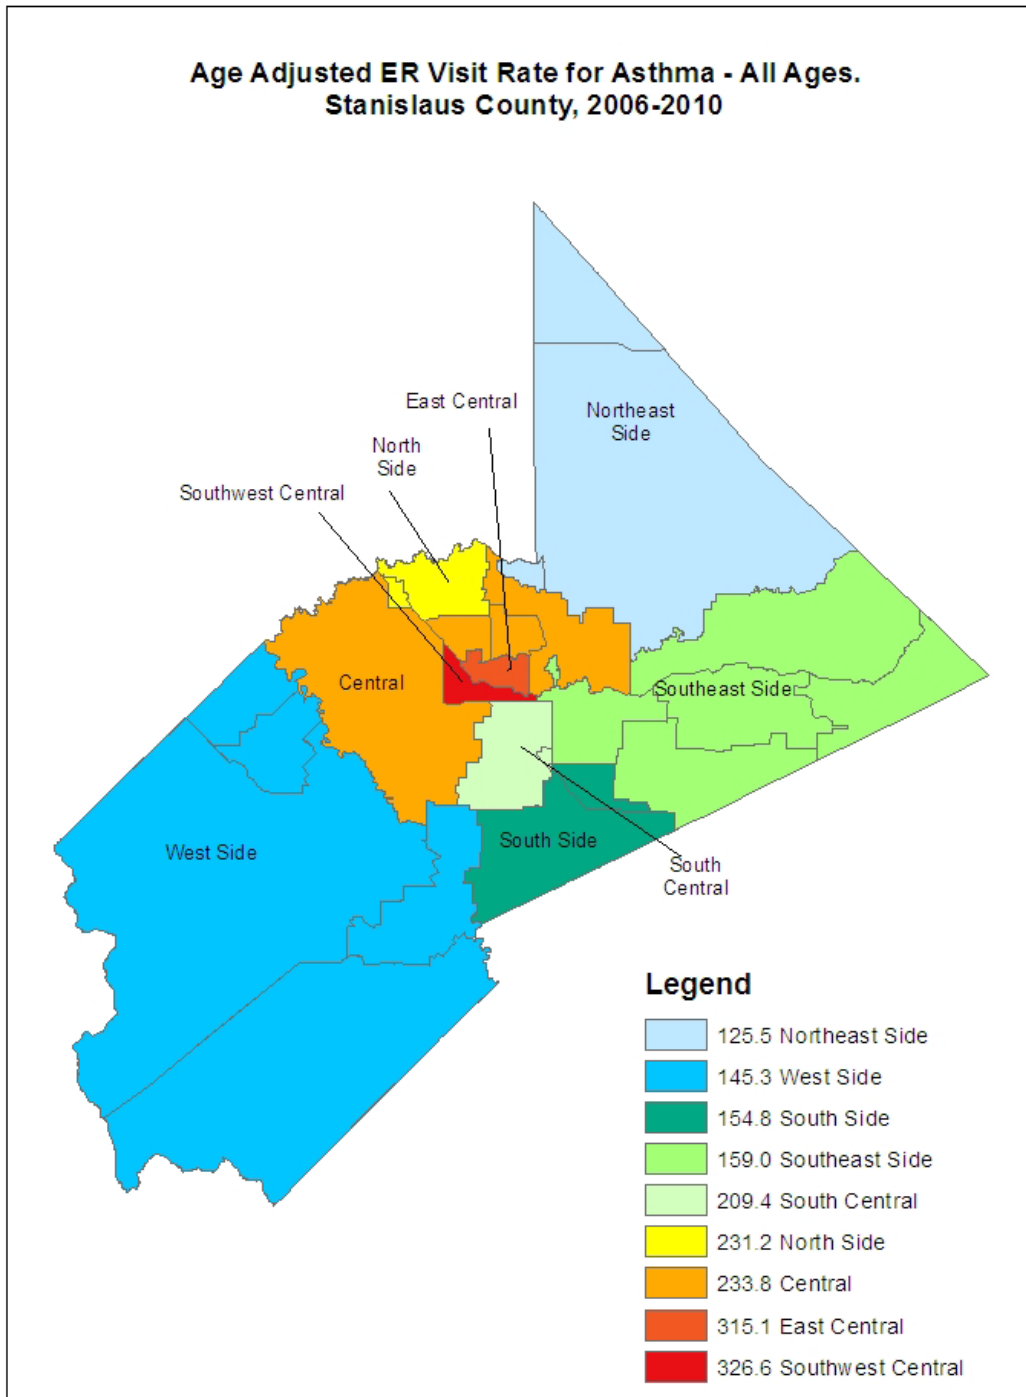 Age Adjusted ER Visit Rate for Asthma - All Ages.
Stanislaus County, 2006-2010
East Central
North
Side
Southwest Central
Northeast
Side
Central
Southeast Side
West Side
South Side
South
Central
Legend
125.5 Northeast Side
145.3 West Side
154.8 South Side
159.0 Southeast Side
209.4 South Central
231.2 North Side
233.8 Central
315.1 East Central
326.6 Southwest Central